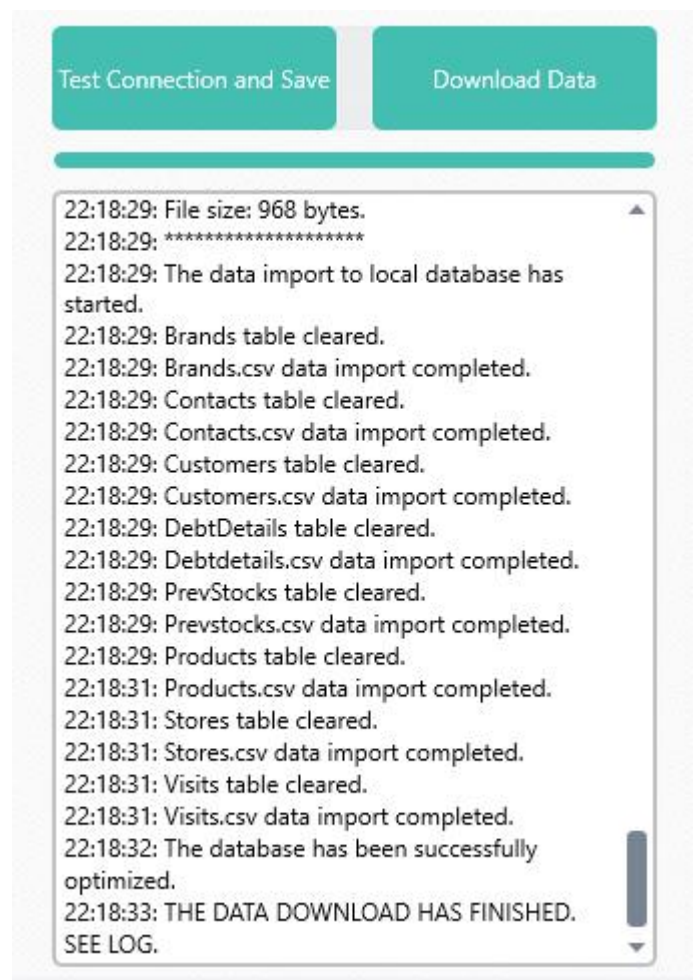 Test Connection and Save
Download Data
22:18:29: File size: 968 bytes.
22:18:29: ********************
22:18:29: The data import to local database has
started.
22:18:29: Brands table cleared.
22:18:29: Brands.csv data import completed.
22:18:29: Contacts table cleared.
22:18:29: Contacts.csv data import completed.
22:18:29: Customers table cleared.
22:18:29: Customers.csv data import completed.
22:18:29: DebtDetails table cleared.
22:18:29: Debtdetails.csv data import completed.
22:18:29: PrevStocks table cleared.
22:18:29: Prevstocks.csv data import completed.
22:18:29: Products table cleared.
22:18:31: Products.csv data import completed.
22:18:31: Stores table cleared.
22:18:31: Stores.csv data import completed.
22:18:31: Visits table cleared.
22:18:31: Visits.csv data import completed.
22:18:32: The database has been successfully
optimized.
22:18:33: THE DATA DOWNLOAD HAS FINISHED.
SEE LOG.